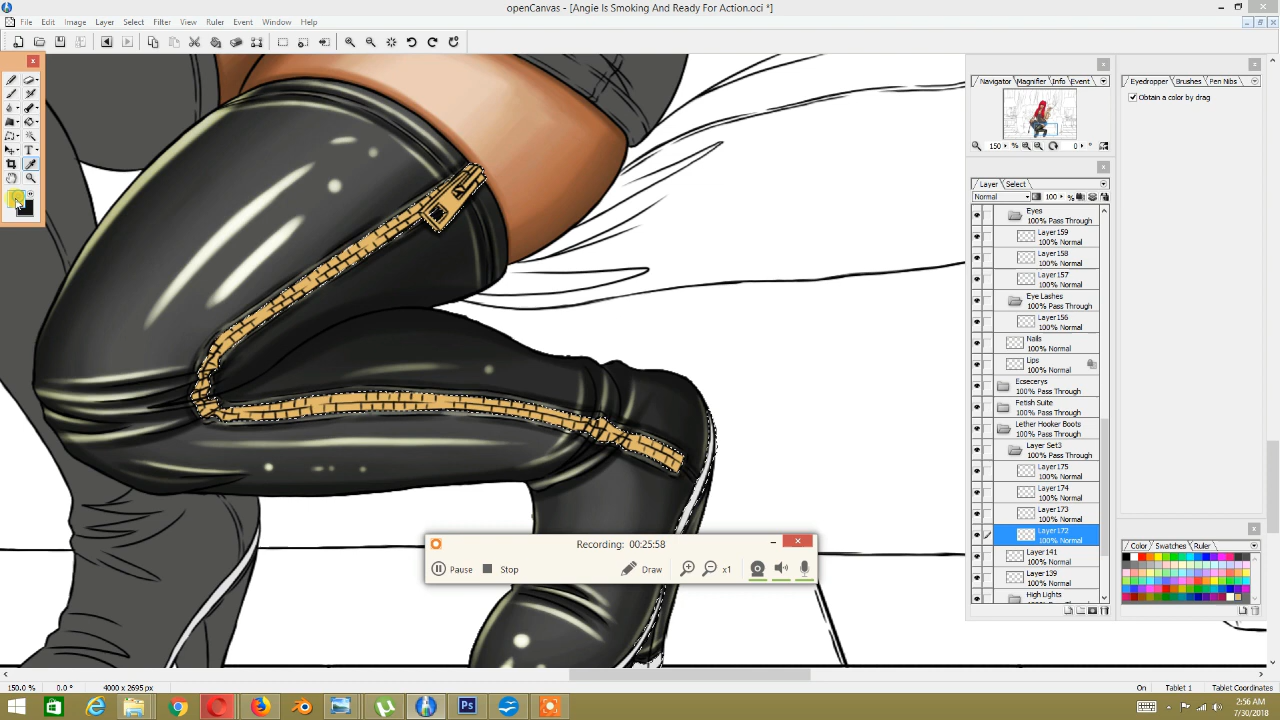 openCanvas - [Angie Is Smoking And Ready For Action.oci *]
File Edit Image Layer Select Filter View Ruler Event Window Help
Navigator Magnifier Info Event
150 % 0 °
Layer Select
Normal 100 %
Eyes
100% Pass Through
Layer159
100% Normal
Layer158
100% Normal
Layer157
100% Normal
Eye Lashes
100% Pass Through
Layer156
100% Normal
Nails
100% Normal
Lips
100% Normal
Ecsecerys
100% Pass Through
Fetish Suite
100% Pass Through
Lether Hooker Boots
100% Pass Through
Layer Set3
100% Pass Through
Layer175
100% Normal
Layer174
100% Normal
Layer173
100% Normal
Layer172
100% Normal
Layer141
100% Normal
Layer139
100% Normal
High Lights
Eyedropper Brushes Pen Nibs
Obtain a color by drag
Color Swatches Ruler
Recording: 00:25:58
Pause Stop Draw x1
150.0 % 0.0 ° 4000 x 2695 px On Tablet 1 Tablet Coordinates
2:56 AM
7/30/2018